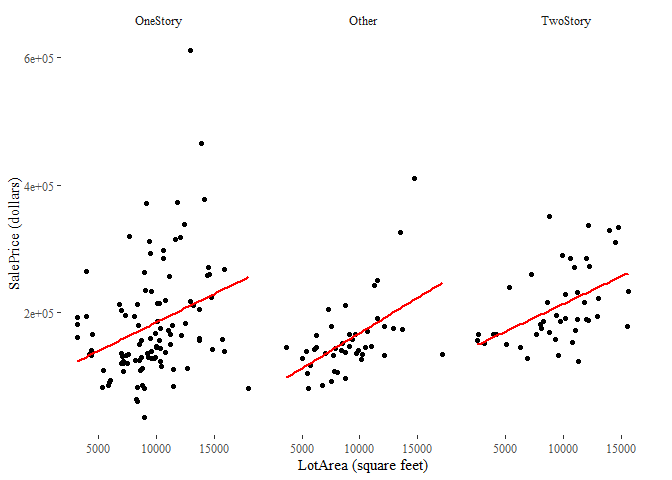 OneStory Other TwoStory
6e+05
4e+05
2e+05
SalePrice (dollars)
5000 10000 15000 5000 10000 15000 5000 10000 15000
LotArea (square feet)